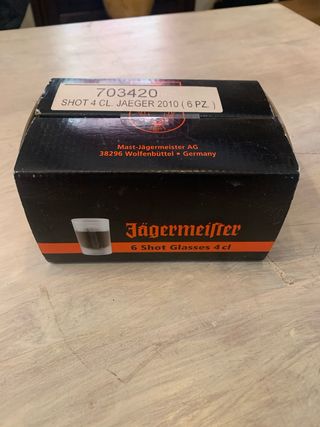 703420
SHOT 4 CL. JAEGER 2010 ( 6 PZ. )
Mast-Jägermeister AG
38296 Wolfenbüttel • Germany
Jägermeister
6 Shot Glasses 4 cl